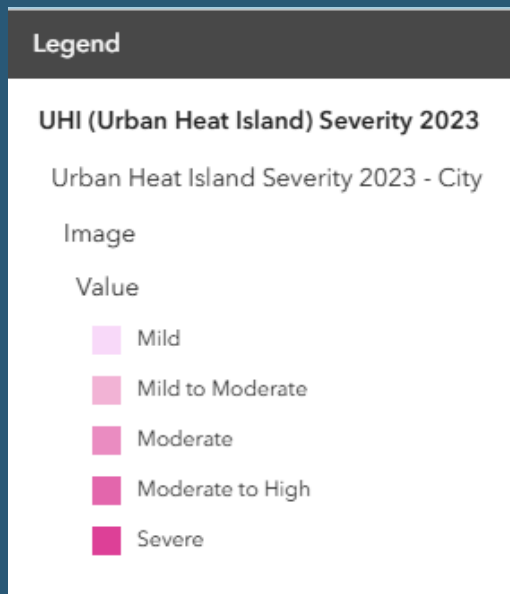 Legend
UHI (Urban Heat Island) Severity 2023
Urban Heat Island Severity 2023 - City
Image
Value
Mild
Mild to Moderate
Moderate
Moderate to High
Severe